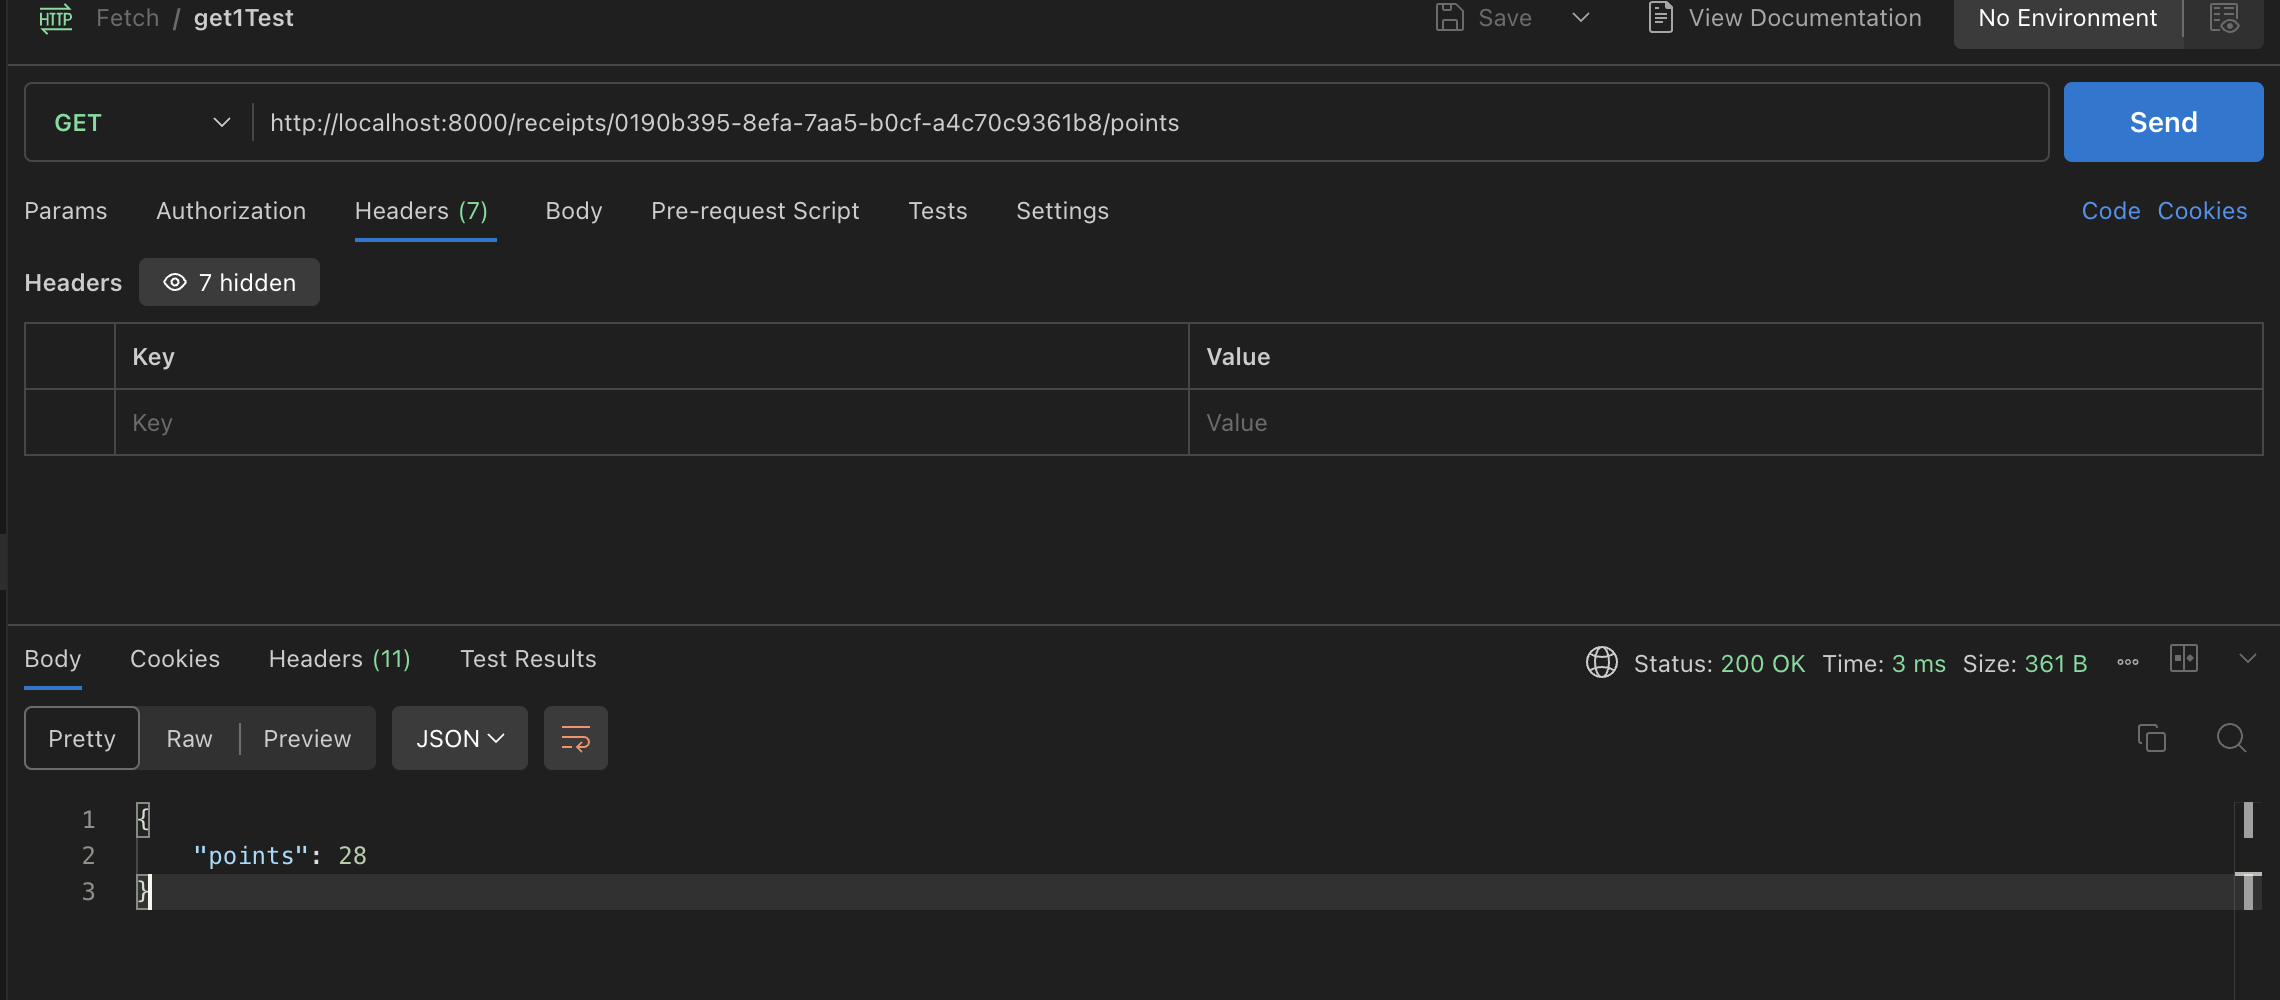 HTTP Fetch / get1Test Save View Documentation No Environment
GET http://localhost:8000/receipts/0190b395-8efa-7aa5-b0cf-a4c70c9361b8/points Send
Params Authorization Headers (7) Body Pre-request Script Tests Settings Code Cookies
Headers 7 hidden
Key Value
Key Value
Body Cookies Headers (11) Test Results Status: 200 OK Time: 3 ms Size: 361 B
Pretty Raw Preview JSON
1 {
2 "points": 28
3 }